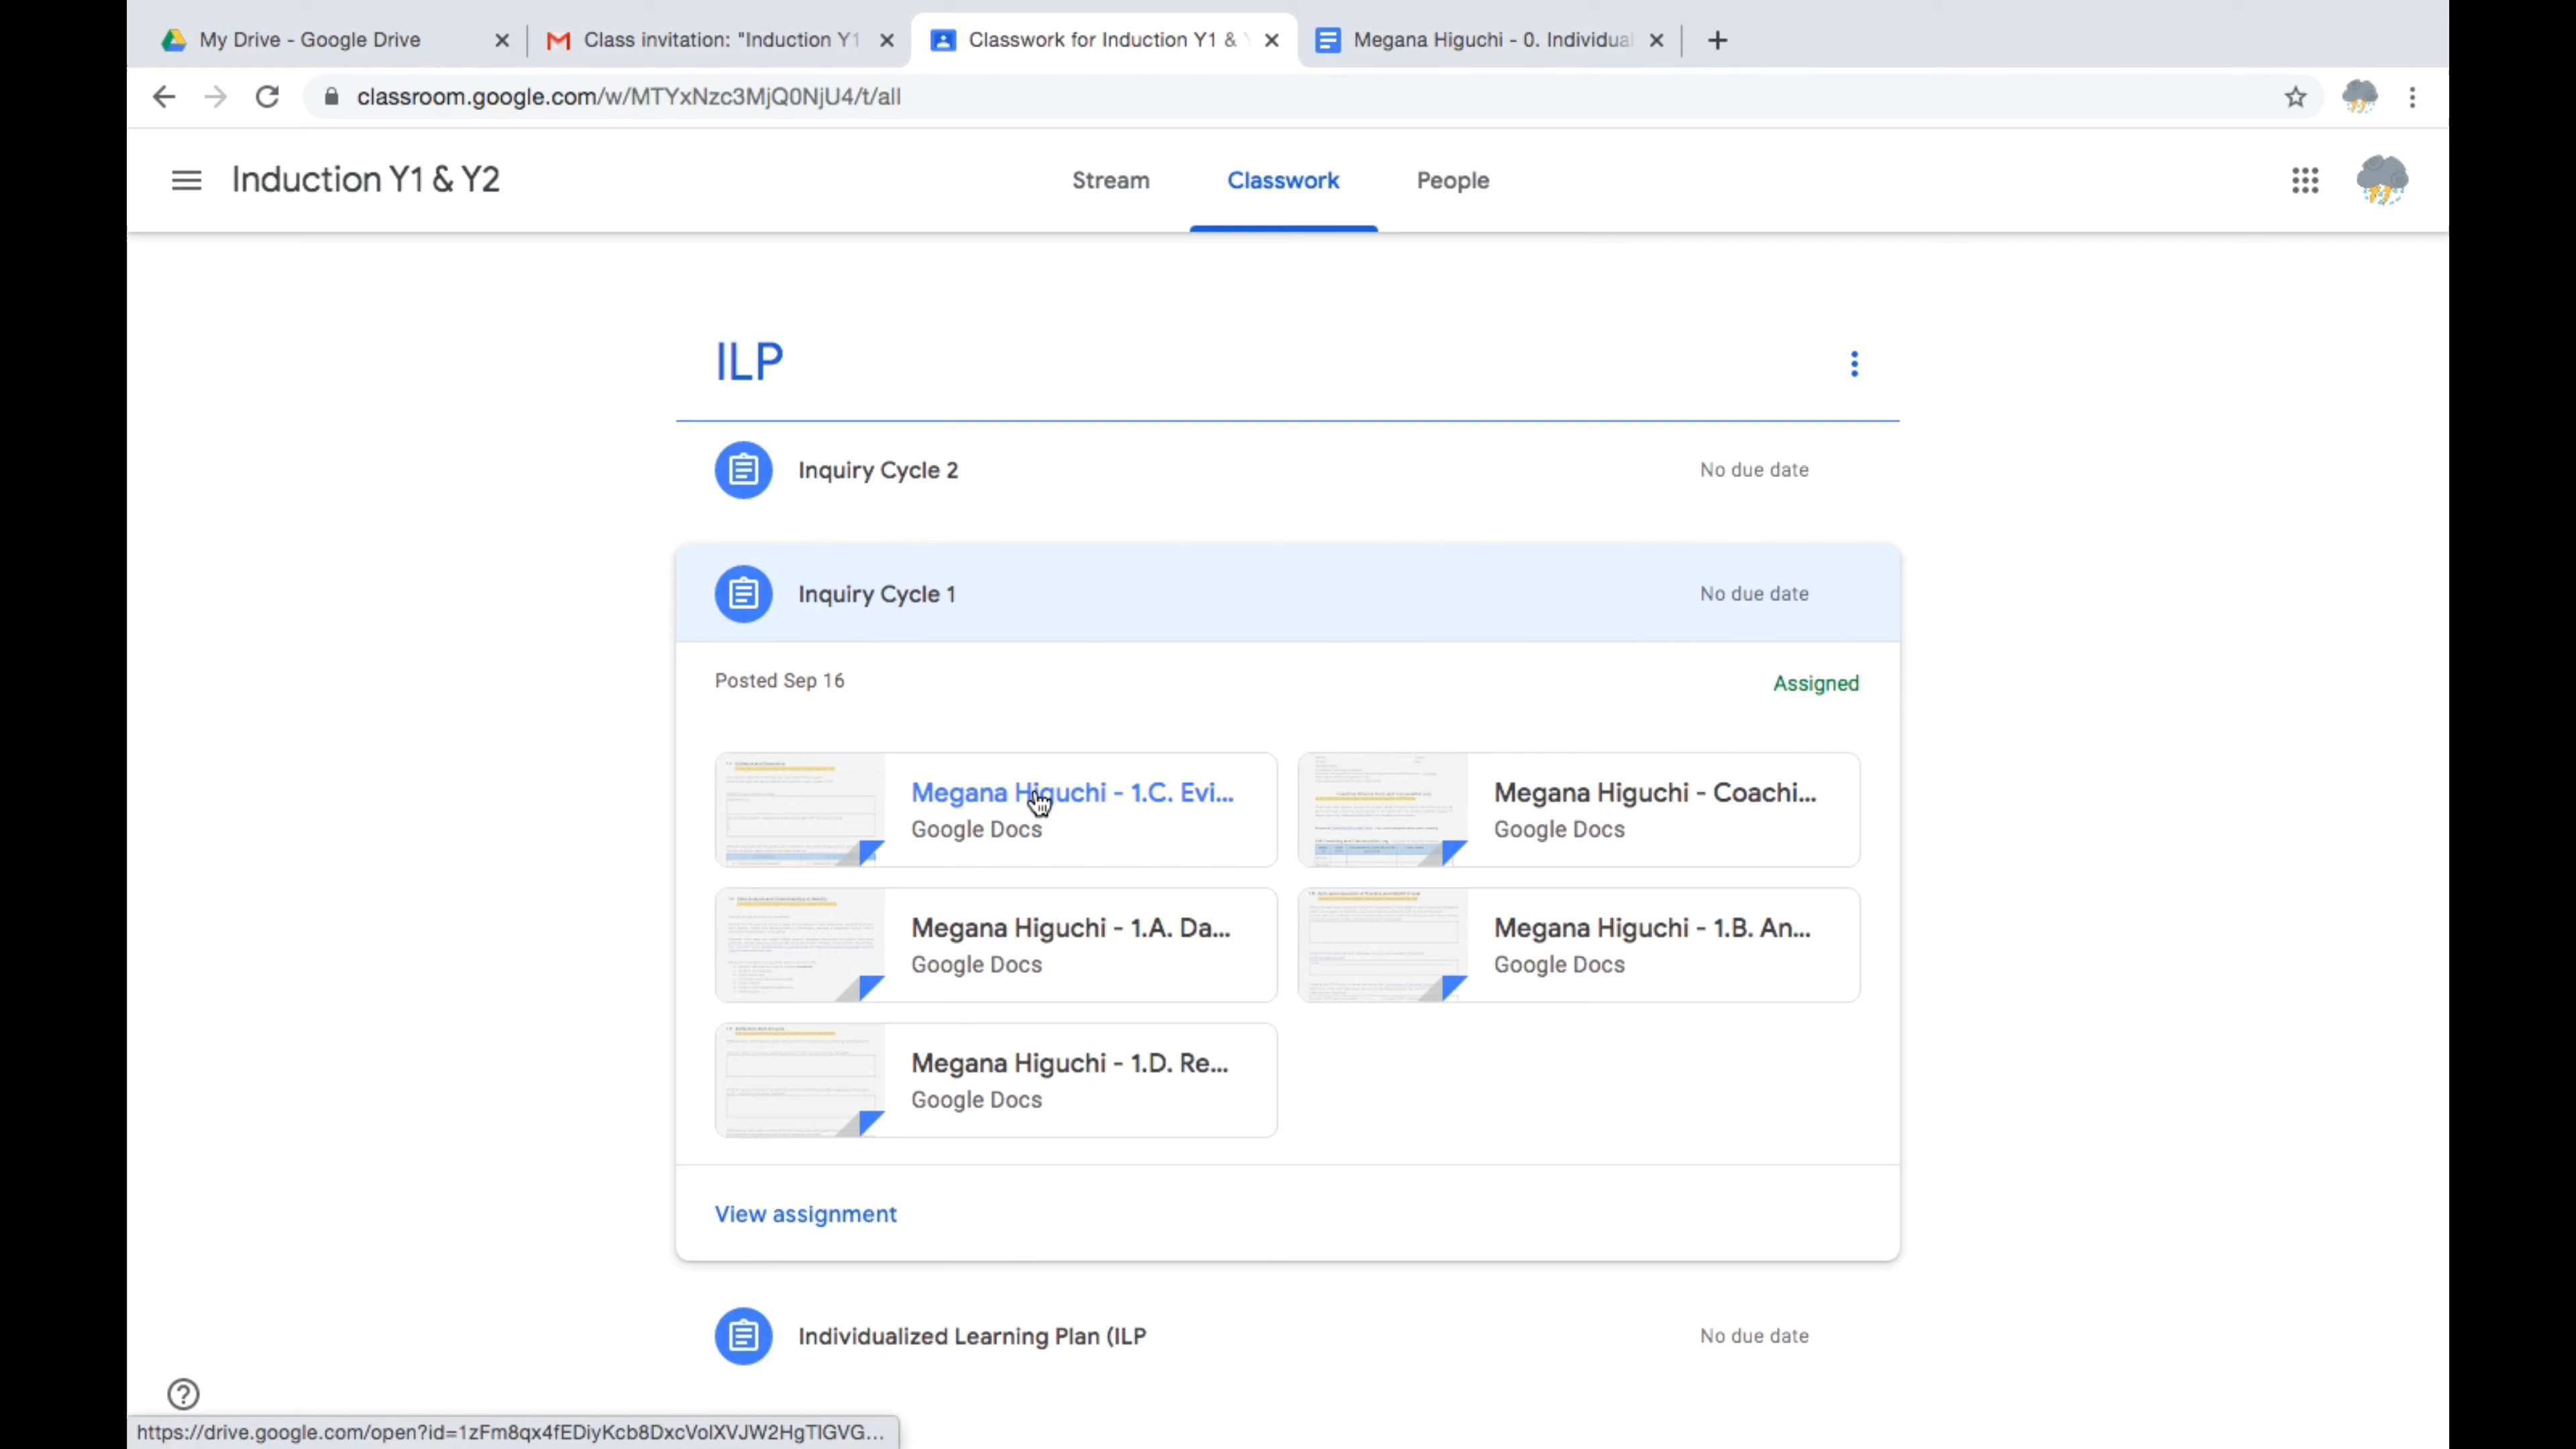 My Drive - Google Drive
Class invitation: "Induction Y1
Classwork for Induction Y1 &
Megana Higuchi - 0. Individual
classroom.google.com/w/MTYxNzc3MjQ0NjU4/t/all
Induction Y1 & Y2
Stream
Classwork
People
ILP
Inquiry Cycle 2
No due date
Inquiry Cycle 1
No due date
Posted Sep 16
Assigned
Megana Higuchi - 1.C. Evi...
Google Docs
Megana Higuchi - Coachi...
Google Docs
Megana Higuchi - 1.A. Da...
Google Docs
Megana Higuchi - 1.B. An...
Google Docs
Megana Higuchi - 1.D. Re...
Google Docs
View assignment
Individualized Learning Plan (ILP
No due date
https://drive.google.com/open?id=1zFm8qx4fEDiyKcb8DxcVolXVJW2HgTlGVG...